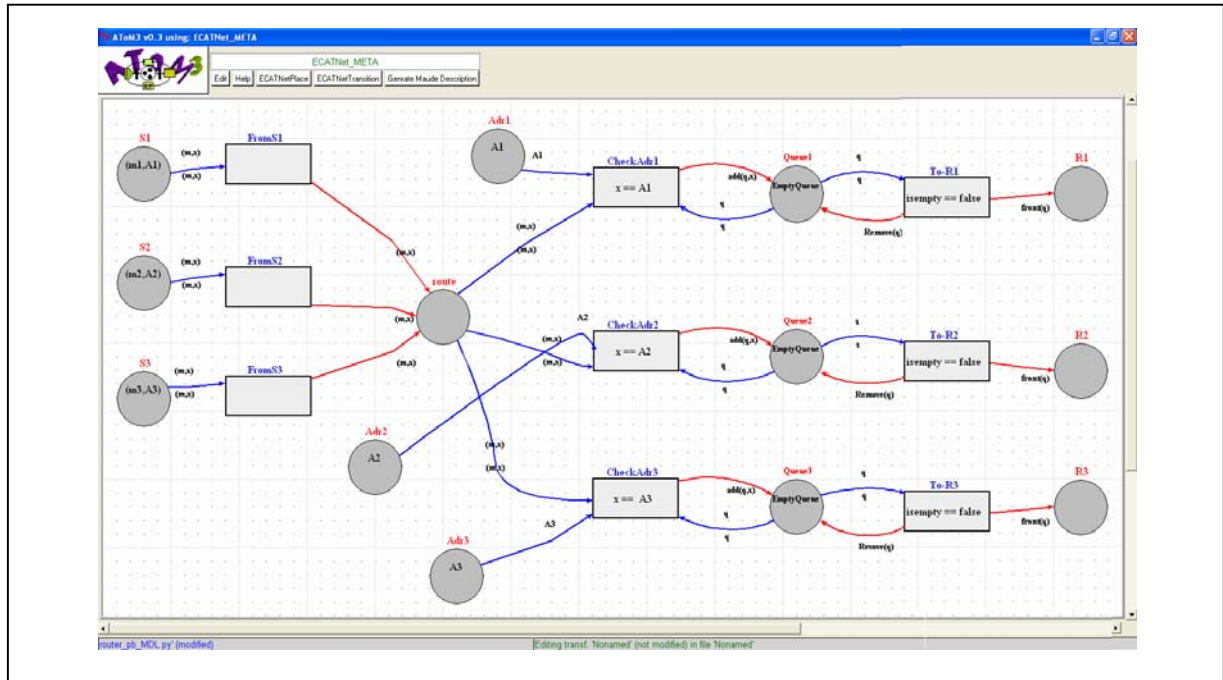 AToM3 v0.3 using: ECATNet_META
ECATNet_META
Edit Help ECATNetPlace ECATNetTransition Genrate Maude Description
S1
(m1,A1)
(m,x)
(m,x)
FromS1
(m,x)
S2
(m2,A2)
(m,x)
(m,x)
FromS2
(m,x)
S3
(m3,A3)
(m,x)
(m,x)
FromS3
(m,x)
route
Adr1
A1
A1
(m,x)
(m,x)
CheckAdr1
x == A1
add(q,x)
q
q
Queue1
EmptyQueue
q
q
To-R1
isempty == false
Remove(q)
front(q)
R1
Adr2
A2
A2
(m,x)
(m,x)
CheckAdr2
x == A2
add(q,x)
q
q
Queue2
EmptyQueue
q
q
To-R2
isempty == false
Remove(q)
front(q)
R2
Adr3
A3
A3
(m,x)
(m,x)
CheckAdr3
x == A3
add(q,x)
q
q
Queue3
EmptyQueue
q
q
To-R3
isempty == false
front(q)
R3
router_pb_MDL.py' (modified)
Editing transf. 'Nonamed' (not modified) in file 'Nonamed'